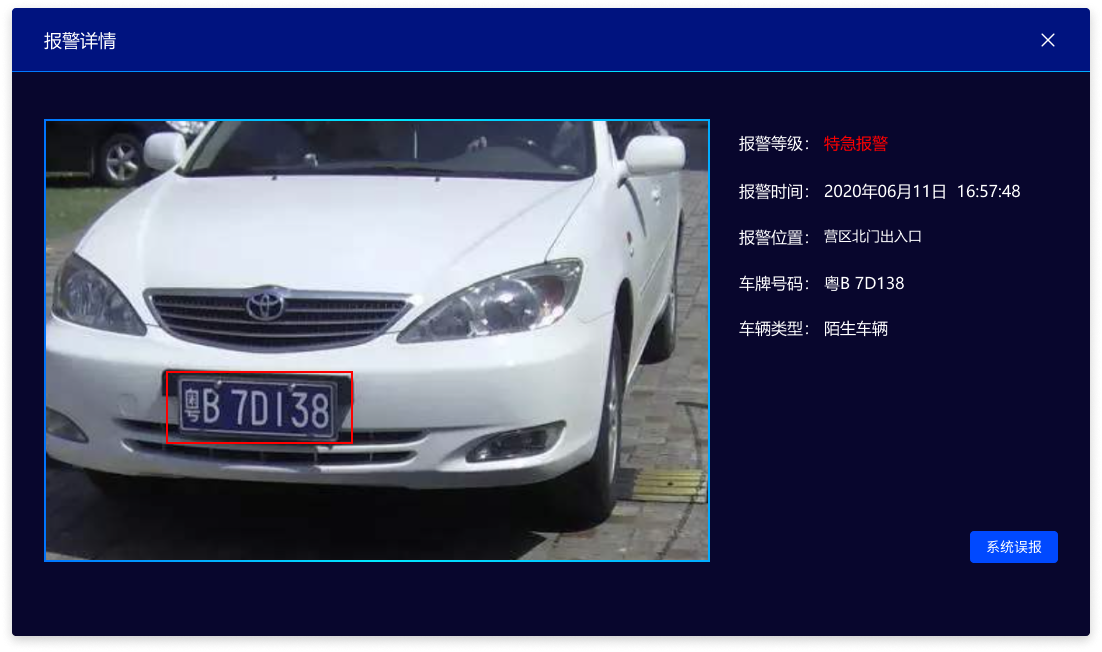 报警详情
报警等级： 特急报警
报警时间： 2020年06月11日 16:57:48
报警位置： 营区北门出入口
车牌号码： 粤B 7D138
车辆类型： 陌生车辆
粤B 7D138
系统误报